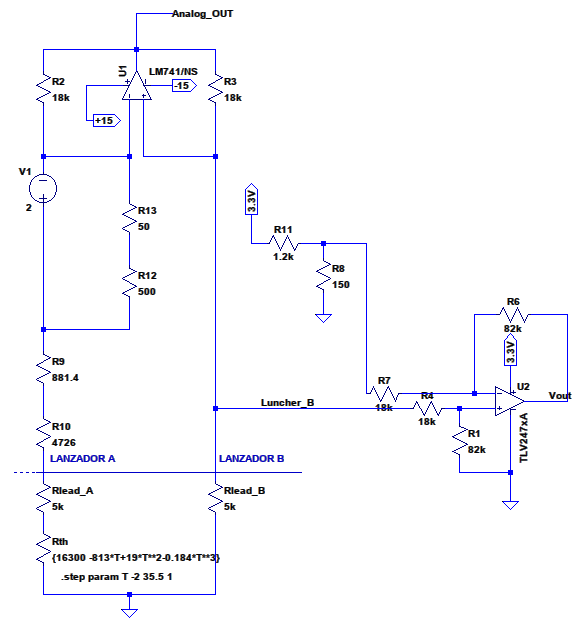 Analog_OUT
U1
LM741/NS
R2
18k
R3
18k
-15
+15
V1
2
R13
50
R12
500
3.3V
R11
1.2k
R8
150
R6
82k
3.3V
R9
881.4
R7
18k
U2
Vout
Luncher_B
R4
18k
R10
4726
R1
82k
TLV247xA
LANZADOR A
LANZADOR B
Rlead_A
5k
Rlead_B
5k
Rth
{16300 -813*T+19*T**2-0.184*T**3}
.step param T -2 35.5 1